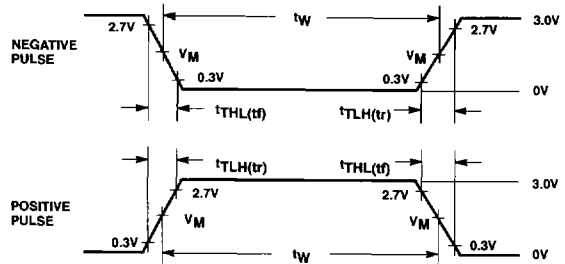 NEGATIVE
PULSE
2.7V
tW
2.7V
3.0V
VM
VM
0.3V
0.3V
0V
tTHL(tf)
tTLH(tr)
POSITIVE
PULSE
tTLH(tr)
tTHL(tf)
2.7V
2.7V
3.0V
VM
VM
0.3V
tW
0.3V
0V